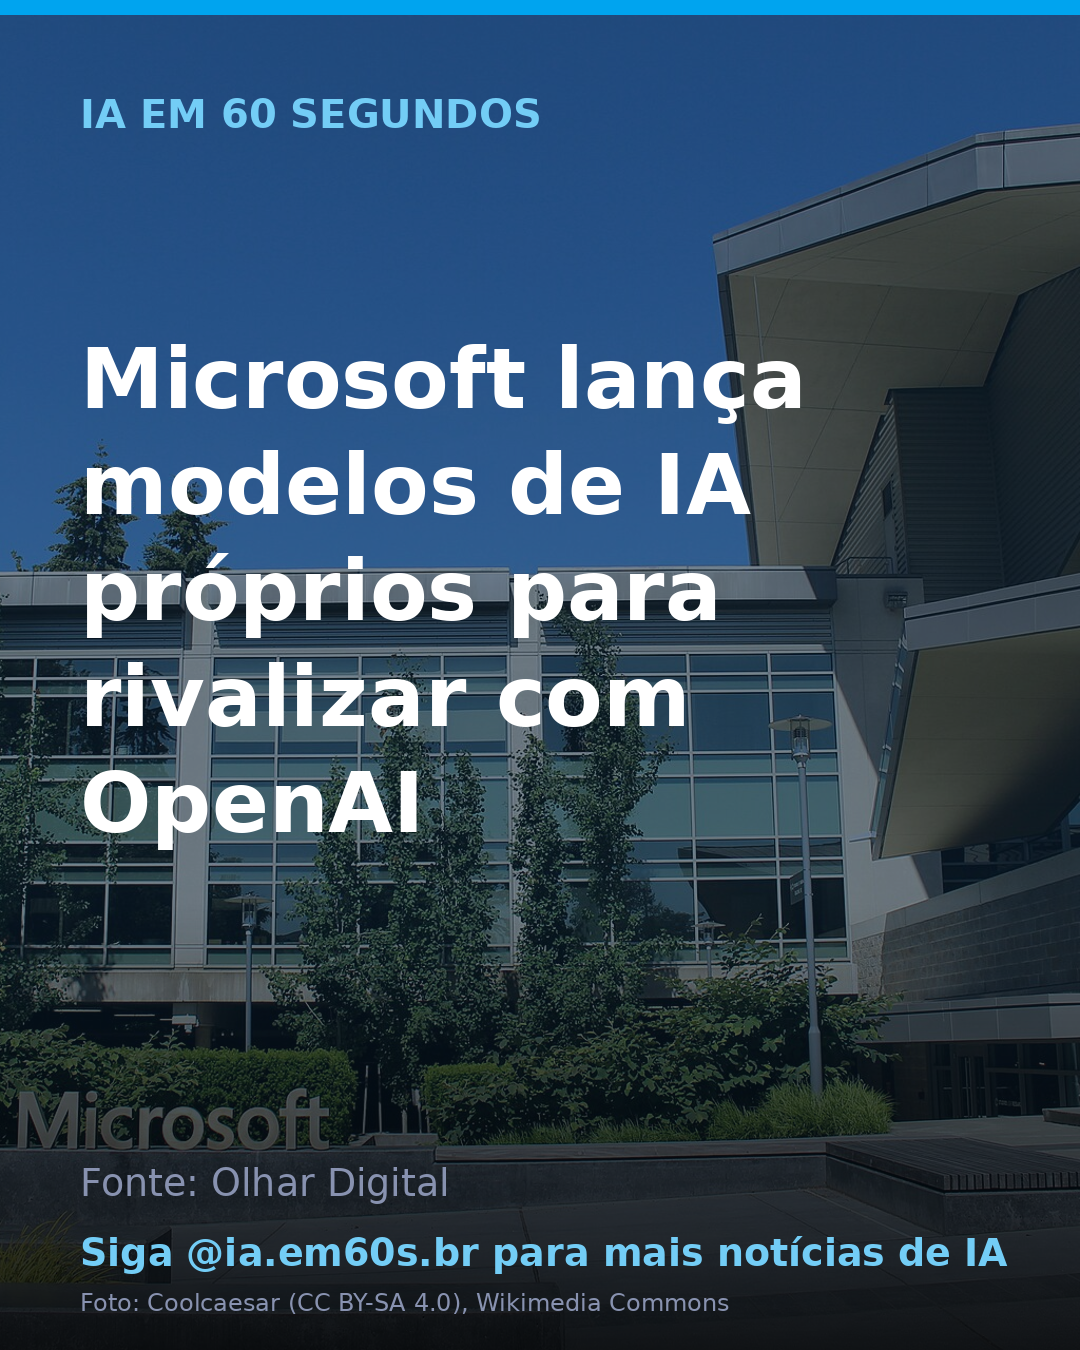 IA EM 60 SEGUNDOS
Microsoft lança
modelos de IA
próprios para
rivalizar com
OpenAI
Microsoft
Fonte: Olhar Digital
Siga @ia.em60s.br para mais notícias de IA
Foto: Coolcaesar (CC BY-SA 4.0), Wikimedia Commons